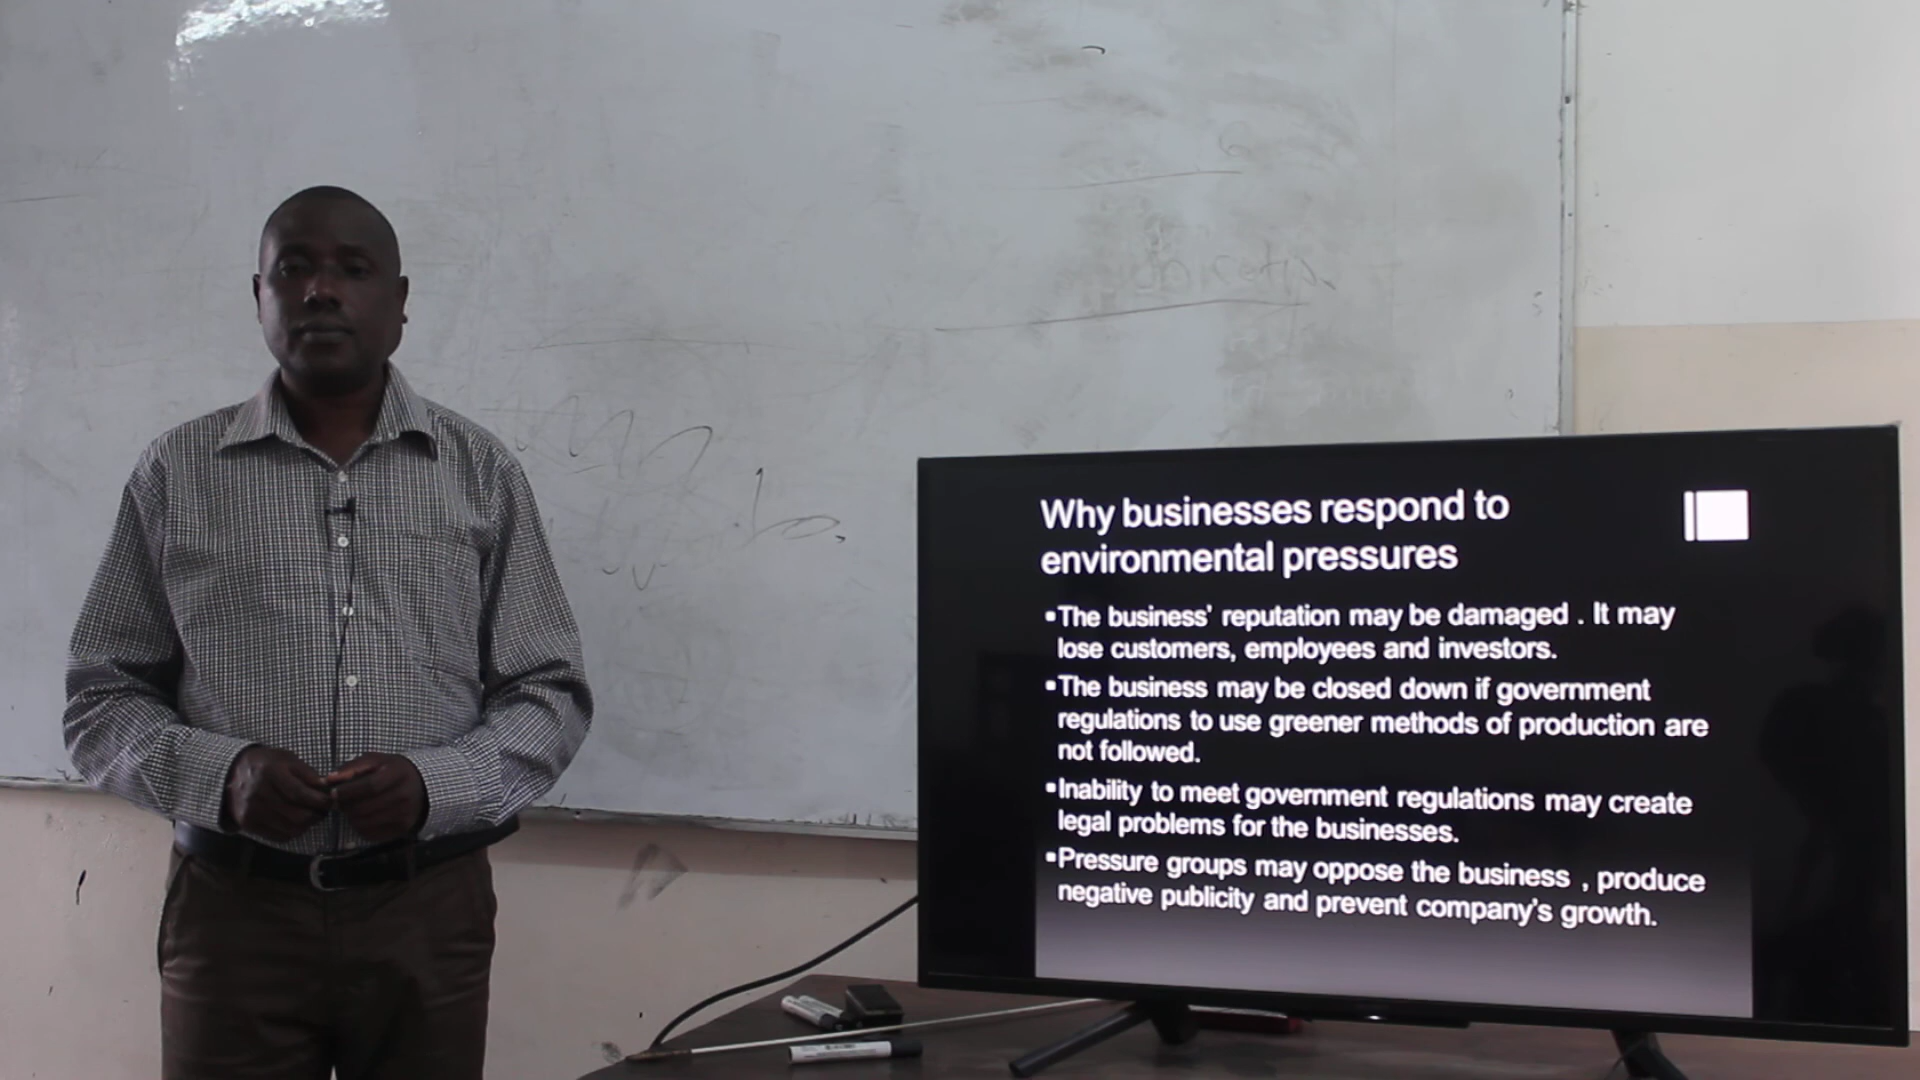 Why businesses respond to
environmental pressures
▪The business' reputation may be damaged . It may
lose customers, employees and investors.
▪The business may be closed down if government
regulations to use greener methods of production are
not followed.
▪Inability to meet government regulations may create
legal problems for the businesses.
▪Pressure groups may oppose the business , produce
negative publicity and prevent company's growth.